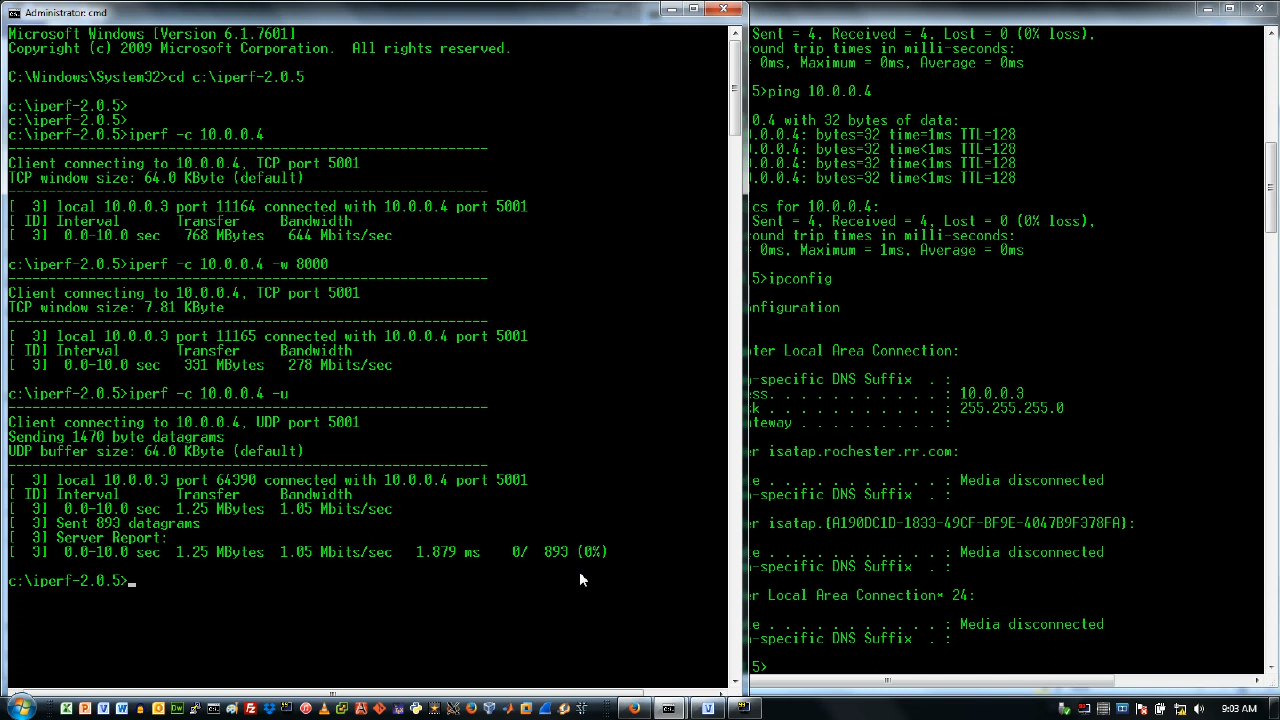 Administrator: cmd
Microsoft Windows [Version 6.1.7601]
Copyright (c) 2009 Microsoft Corporation.  All rights reserved.
C:\Windows\System32>cd c:\iperf-2.0.5
c:\iperf-2.0.5>
c:\iperf-2.0.5>
c:\iperf-2.0.5>iperf -c 10.0.0.4
------------------------------------------------------------
Client connecting to 10.0.0.4, TCP port 5001
TCP window size: 64.0 KByte (default)
------------------------------------------------------------
[  3] local 10.0.0.3 port 11164 connected with 10.0.0.4 port 5001
[ ID] Interval       Transfer     Bandwidth
[  3]  0.0-10.0 sec   768 MBytes   644 Mbits/sec
c:\iperf-2.0.5>iperf -c 10.0.0.4 -w 8000
------------------------------------------------------------
Client connecting to 10.0.0.4, TCP port 5001
TCP window size: 7.81 KByte
------------------------------------------------------------
[  3] local 10.0.0.3 port 11165 connected with 10.0.0.4 port 5001
[ ID] Interval       Transfer     Bandwidth
[  3]  0.0-10.0 sec   331 MBytes   278 Mbits/sec
c:\iperf-2.0.5>iperf -c 10.0.0.4 -u
------------------------------------------------------------
Client connecting to 10.0.0.4, UDP port 5001
Sending 1470 byte datagrams
UDP buffer size: 64.0 KByte (default)
------------------------------------------------------------
[  3] local 10.0.0.3 port 64390 connected with 10.0.0.4 port 5001
[ ID] Interval       Transfer     Bandwidth
[  3]  0.0-10.0 sec  1.25 MBytes  1.05 Mbits/sec
[  3] Sent 893 datagrams
[  3] Server Report:
[  3]  0.0-10.0 sec  1.25 MBytes  1.05 Mbits/sec   1.879 ms    0/  893 (0%)
c:\iperf-2.0.5>_
Sent = 4, Received = 4, Lost = 0 (0% loss),
ound trip times in milli-seconds:
= 0ms, Maximum = 0ms, Average = 0ms
5>ping 10.0.0.4
0.4 with 32 bytes of data:
0.0.4: bytes=32 time=1ms TTL=128
0.0.4: bytes=32 time<1ms TTL=128
0.0.4: bytes=32 time<1ms TTL=128
0.0.4: bytes=32 time<1ms TTL=128
cs for 10.0.0.4:
Sent = 4, Received = 4, Lost = 0 (0% loss),
ound trip times in milli-seconds:
= 0ms, Maximum = 1ms, Average = 0ms
5>ipconfig
nfiguration
ter Local Area Connection:
n-specific DNS Suffix  . :
ss. . . . . . . . . . . : 10.0.0.3
sk . . . . . . . . . . . : 255.255.255.0
teway . . . . . . . . . :
er isatap.rochester.rr.com:
e . . . . . . . . . . . : Media disconnected
n-specific DNS Suffix  . :
er isatap.{A190DC1D-1833-49CF-BF9E-4047B9F378FA}:
e . . . . . . . . . . . : Media disconnected
n-specific DNS Suffix  . :
er Local Area Connection* 24:
e . . . . . . . . . . . : Media disconnected
n-specific DNS Suffix  . :
5>
9:03 AM